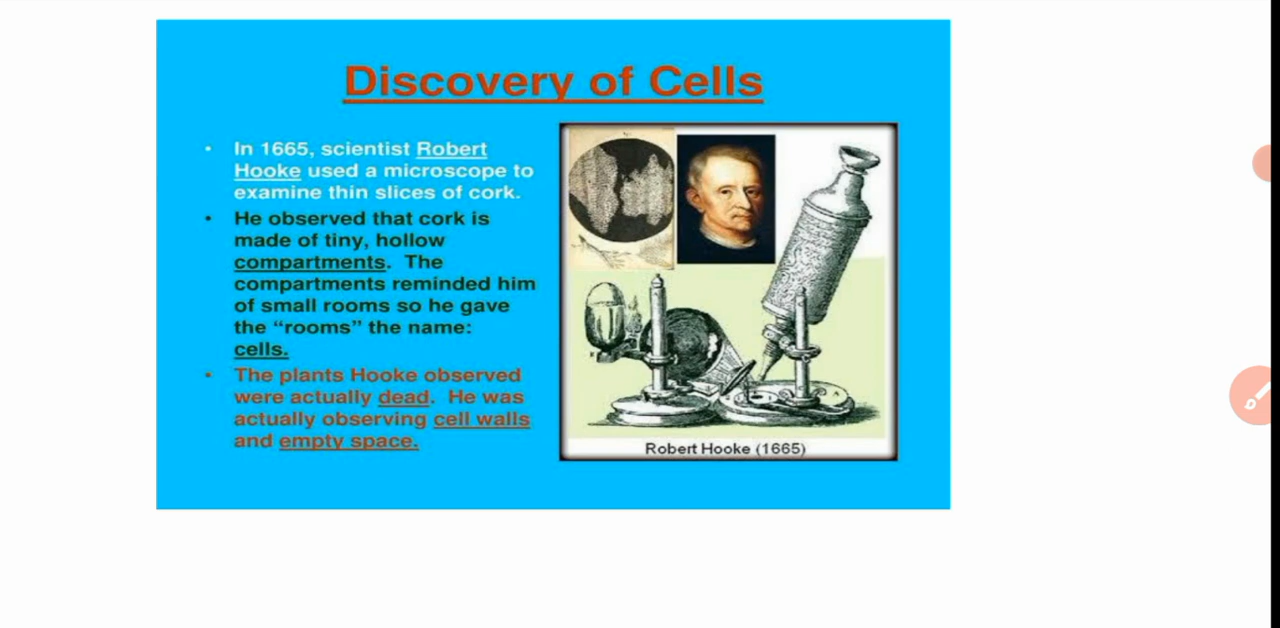 Discovery of Cells
• In 1665, scientist Robert
Hooke used a microscope to
examine thin slices of cork.
• He observed that cork is
made of tiny, hollow
compartments. The
compartments reminded him
of small rooms so he gave
the “rooms” the name:
cells.
• The plants Hooke observed
were actually dead. He was
actually observing cell walls
and empty space.
Robert Hooke (1665)